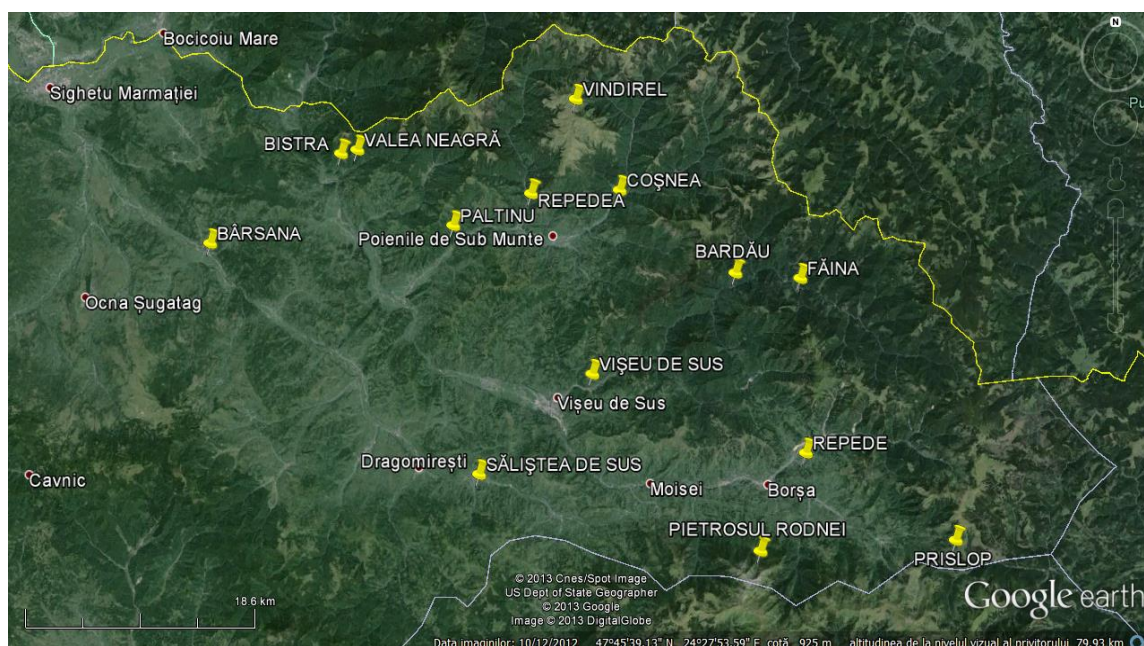 N
Bocicoiu Mare
Sighetu Marmației
VINDIREL
BISTRA
VALEA NEAGRĂ
COŞNEA
REPEDEA
PALTINU
BÂRSANA
Poienile de Sub Munte
BARDĂU
FĂINA
Ocna Șugatag
VIŞEU DE SUS
Vișeu de Sus
REPEDE
Dragomirești
SĂLIŞTEA DE SUS
Cavnic
Moisei
Borșa
PIETROSUL RODNEI
PRISLOP
© 2013 Cnes/Spot Image
US Dept of State Geographer
© 2013 Google
Image © 2013 DigitalGlobe
18.6 km
Google earth
Data imaginilor: 10/12/2012 47°45'39.13" N 24°27'53.59" E cotă 925 m altitudinea de la nivelul vizual al privitorului 79.93 km